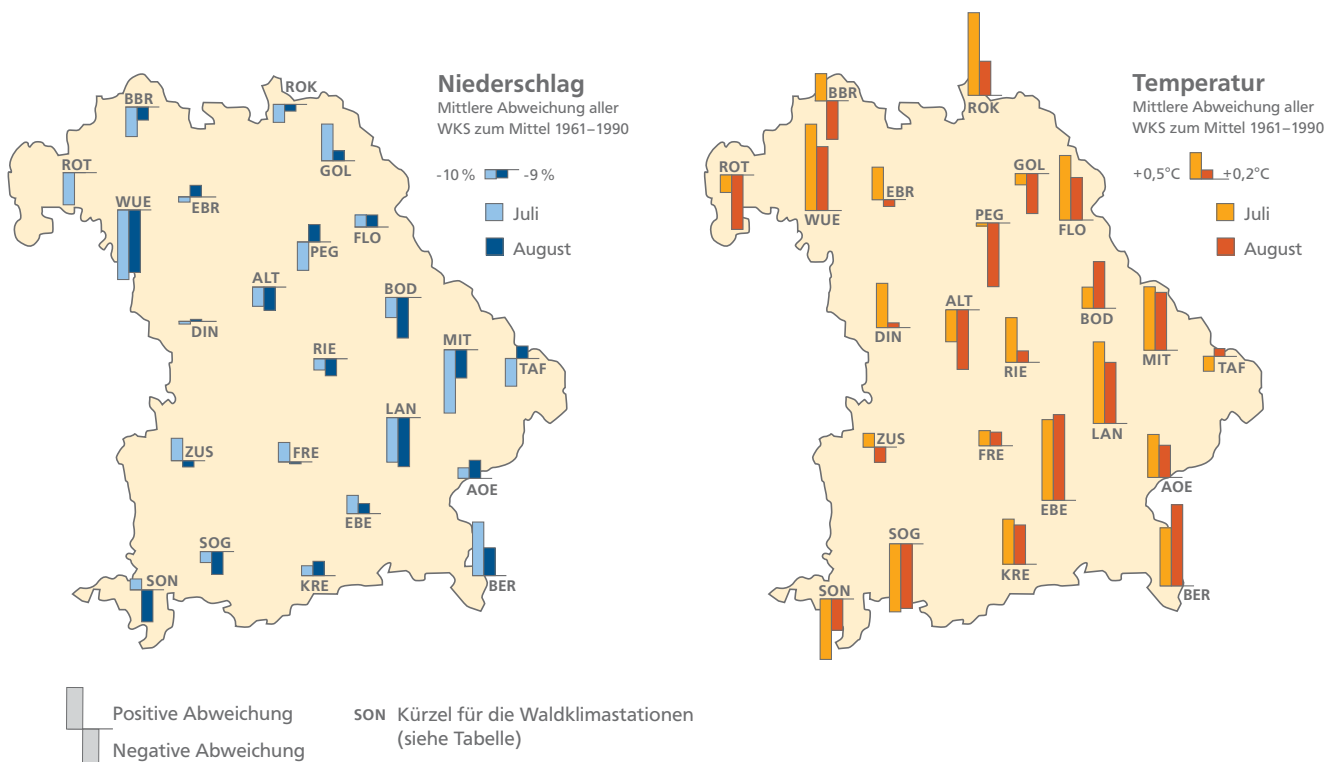 Niederschlag
Mittlere Abweichung aller
WKS zum Mittel 1961–1990
-10 % -9 %
Juli
August
BBR
ROK
GOL
ROT
WUE
EBR
FLO
PEG
ALT
BOD
DIN
RIE
MIT
TAF
LAN
ZUS
FRE
AOE
EBE
SOG
SON
KRE
BER
Temperatur
Mittlere Abweichung aller
WKS zum Mittel 1961–1990
+0,5°C +0,2°C
Juli
August
BBR
ROK
ROT
GOL
EBR
WUE
PEG
FLO
ALT
BOD
DIN
MIT
RIE
TAF
LAN
ZUS
FRE
AOE
EBE
SOG
KRE
SON
BER
Positive Abweichung
Negative Abweichung
SON Kürzel für die Waldklimastationen
(siehe Tabelle)